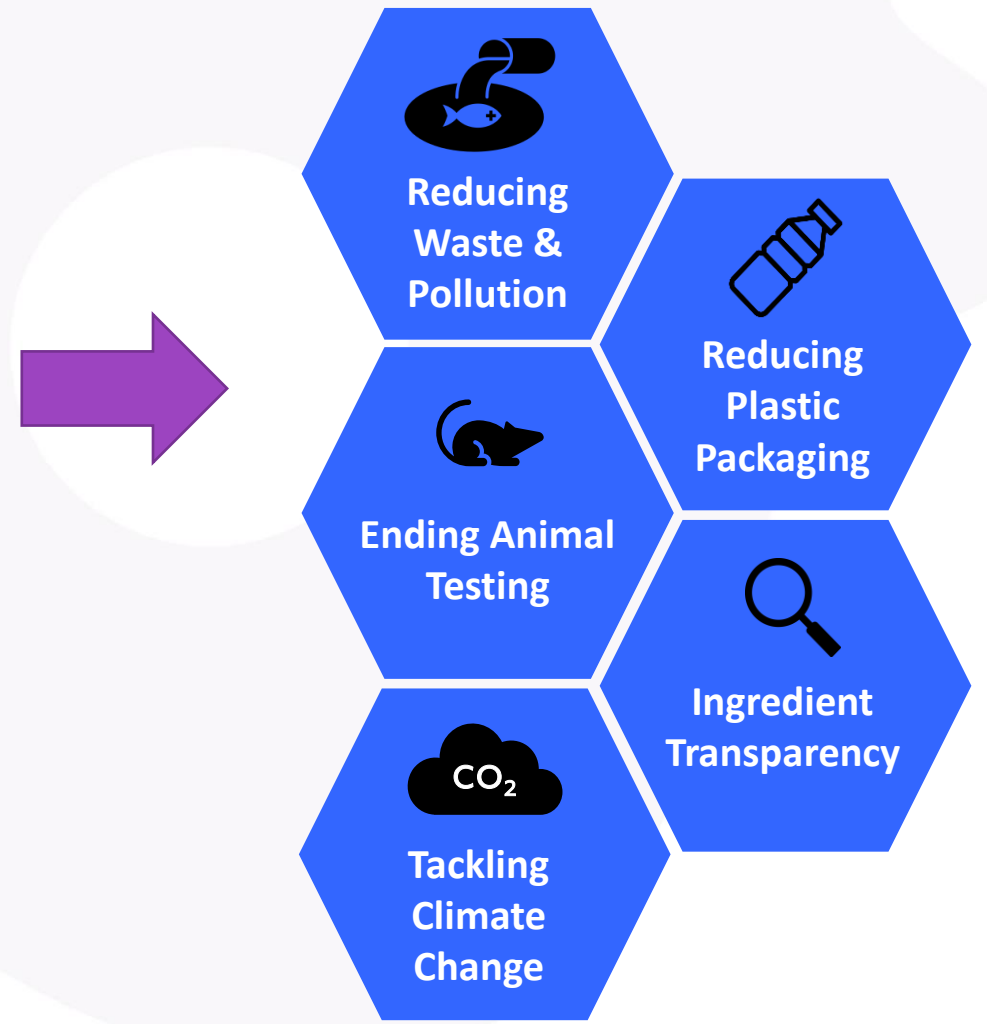 Reducing
Waste &
Pollution
Reducing
Plastic
Packaging
Ending Animal
Testing
Ingredient
Transparency
CO₂
Tackling
Climate
Change